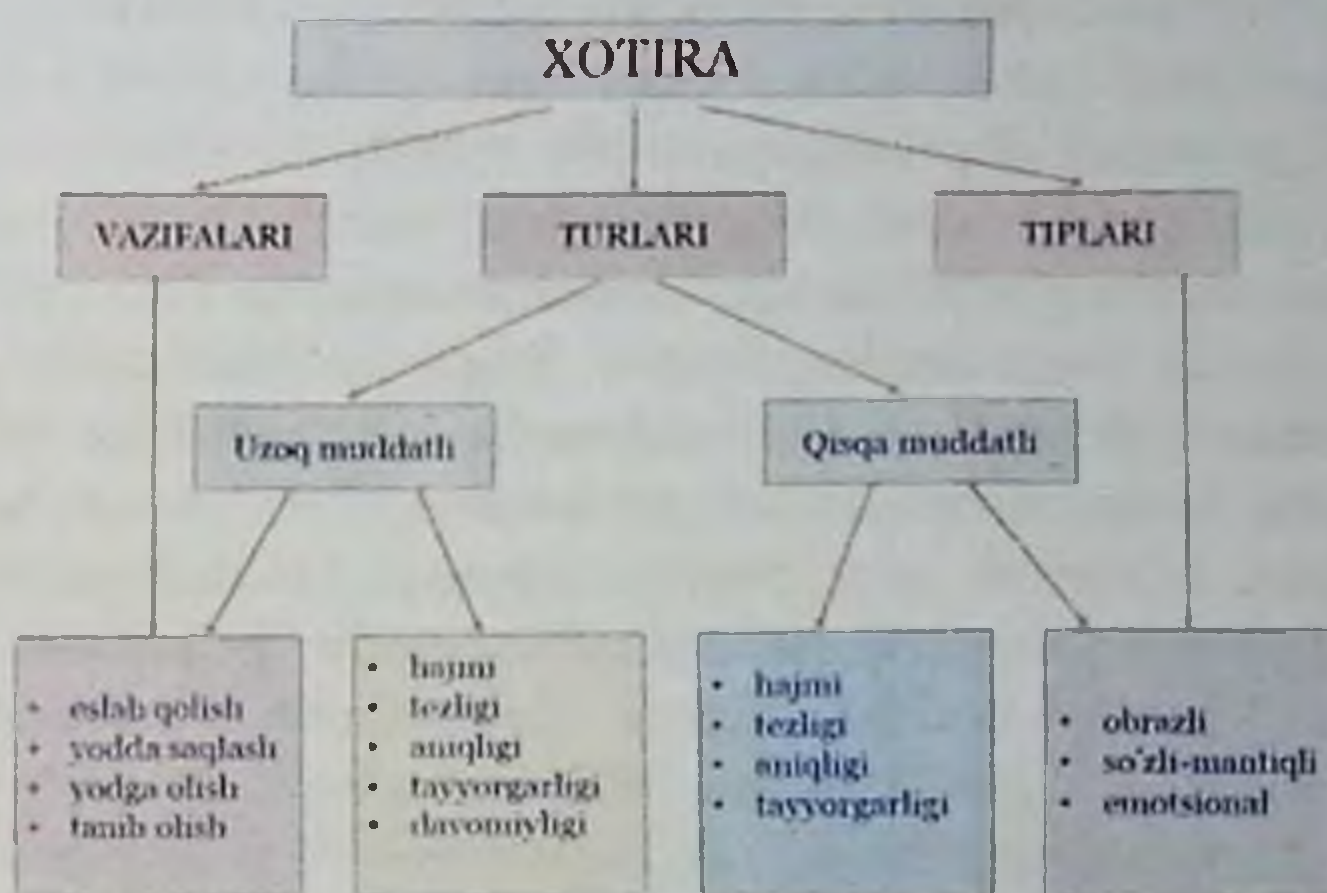 XOTIRA
VAZIFALARI
TURLARI
TIPLARI
Uzoq muddatli
Qisqa muddatli
• eslab qolish
• yodda saqlash
• yodga olish
• tanib olish
• hajmi
• tezligi
• aniqligi
• tayyorgarligi
• davomiyligi
• hajmi
• tezligi
• aniqligi
• tayyorgarligi
• obrazli
• so'zli-mantiqli
• emotsional